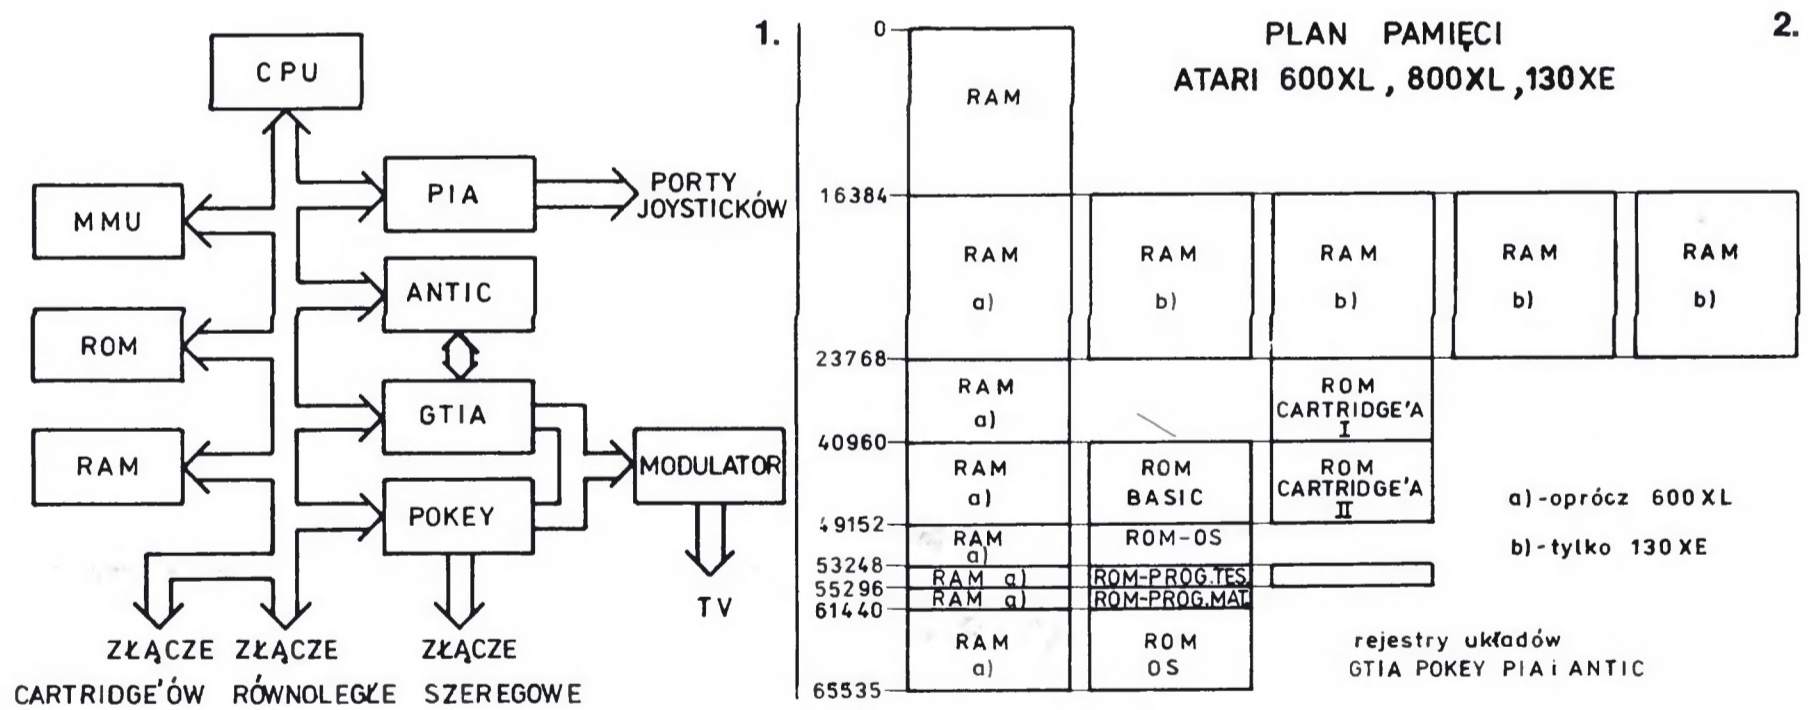 1.
CPU
PIA
PORTY
JOYSTICKÓW
MMU
ANTIC
ROM
GTIA
RAM
MODULATOR
POKEY
TV
ZŁĄCZE
CARTRIDGE'ÓW
ZŁĄCZE
RÓWNOLEGŁE
ZŁĄCZE
SZEREGOWE
2.
PLAN PAMIĘCI
ATARI 600XL, 800XL, 130XE
0
RAM
16384
RAM
a)
RAM
b)
RAM
b)
RAM
b)
RAM
b)
23768
RAM
a)
ROM
CARTRIDGE'A
I
40960
RAM
a)
ROM
BASIC
ROM
CARTRIDGE'A
II
a)-oprócz 600XL
b)-tylko 130XE
49152
RAM
a)
ROM-OS
53248
RAM a)
ROM-PROG.TES.
55296
RAM a)
ROM-PROG.MAT.
61440
RAM
a)
ROM
OS
rejestry układów
GTIA POKEY PIA i ANTIC
65535